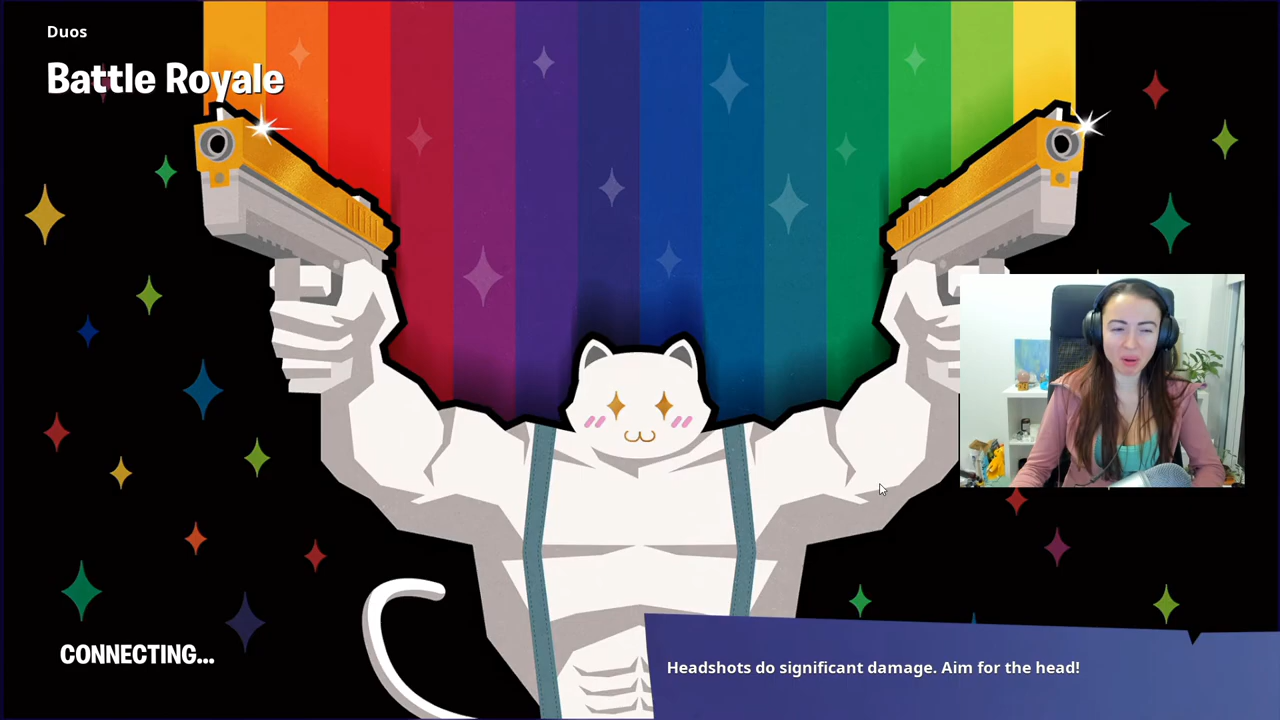 Duos
Battle Royale
CONNECTING...
Headshots do significant damage. Aim for the head!